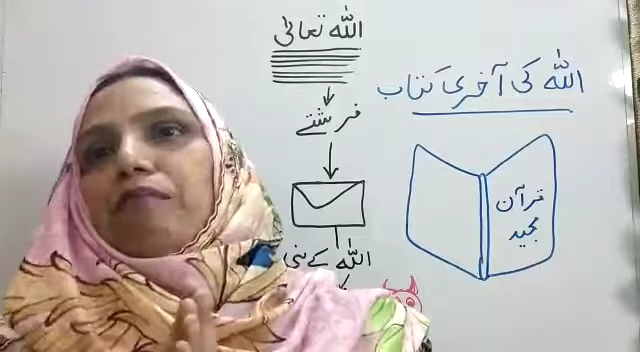 اللہ تعالیٰ
فرشتے
اللہ کے نبی
اللہ کی آخری کتاب
قرآن
مجید